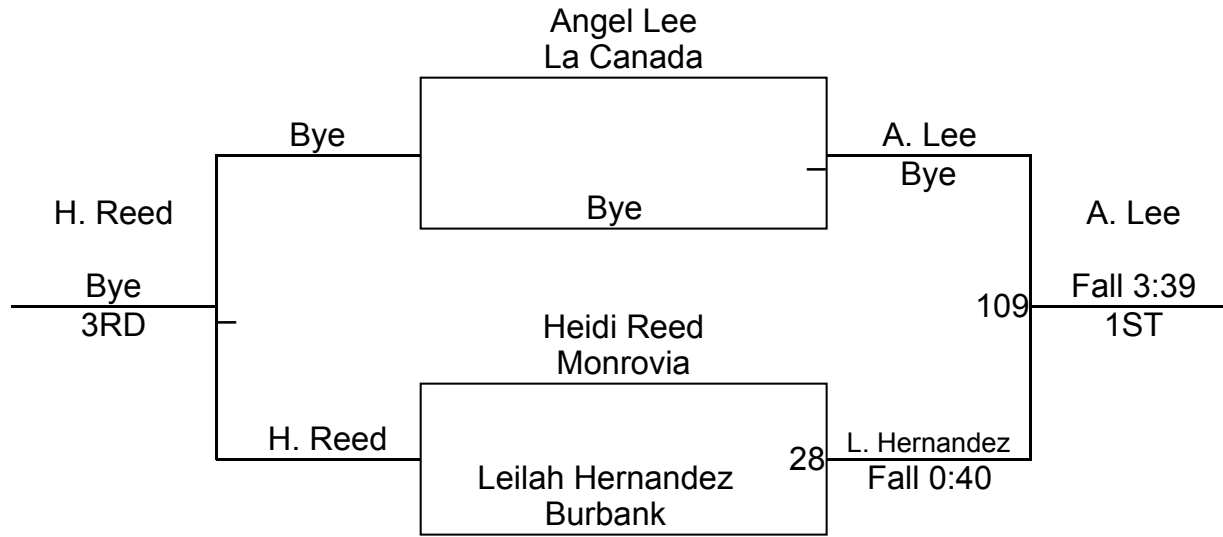 Angel Lee
La Canada
Bye
A. Lee
Bye
Bye
H. Reed
A. Lee
Bye
3RD
109
Fall 3:39
1ST
Heidi Reed
Monrovia
H. Reed
28
L. Hernandez
Fall 0:40
Leilah Hernandez
Burbank